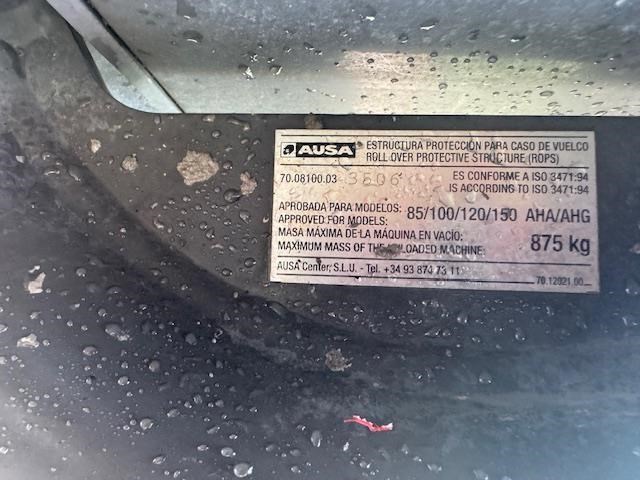 AUSA
ESTRUCTURA PROTECCIÓN PARA CASO DE VUELCO
ROLL-OVER PROTECTIVE STRUCTURE (ROPS)
70.08100.03
ES CONFORME A ISO 3471:94
IS ACCORDING TO ISO 3471:94
APROBADA PARA MODELOS:
APPROVED FOR MODELS:
85/100/120/150 AHA/AHG
MASA MÁXIMA DE LA MÁQUINA EN VACÍO:
MAXIMUM MASS OF THE UNLOADED MACHINE:
875 kg
AUSA Center, S.L.U. - Tel. +34 93 874 73 11
70.12021.00